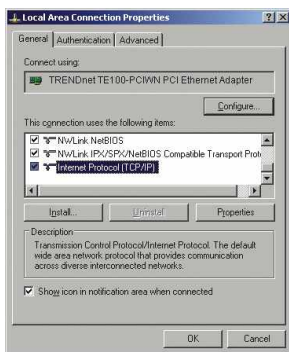 Local Area Connection Properties
General Authentication Advanced
Connect using:
TRENDnet TE100-PCIWN PCI Ethernet Adapter
Configure...
This connection uses the following items:
NWLink NetBIOS
NWLink IPX/SPX/NetBIOS Compatible Transport Prot
Internet Protocol (TCP/IP)
Install... Uninstall Properties
Description
Transmission Control Protocol/Internet Protocol. The default
wide area network protocol that provides communication
across diverse interconnected networks.
Show icon in notification area when connected
OK Cancel